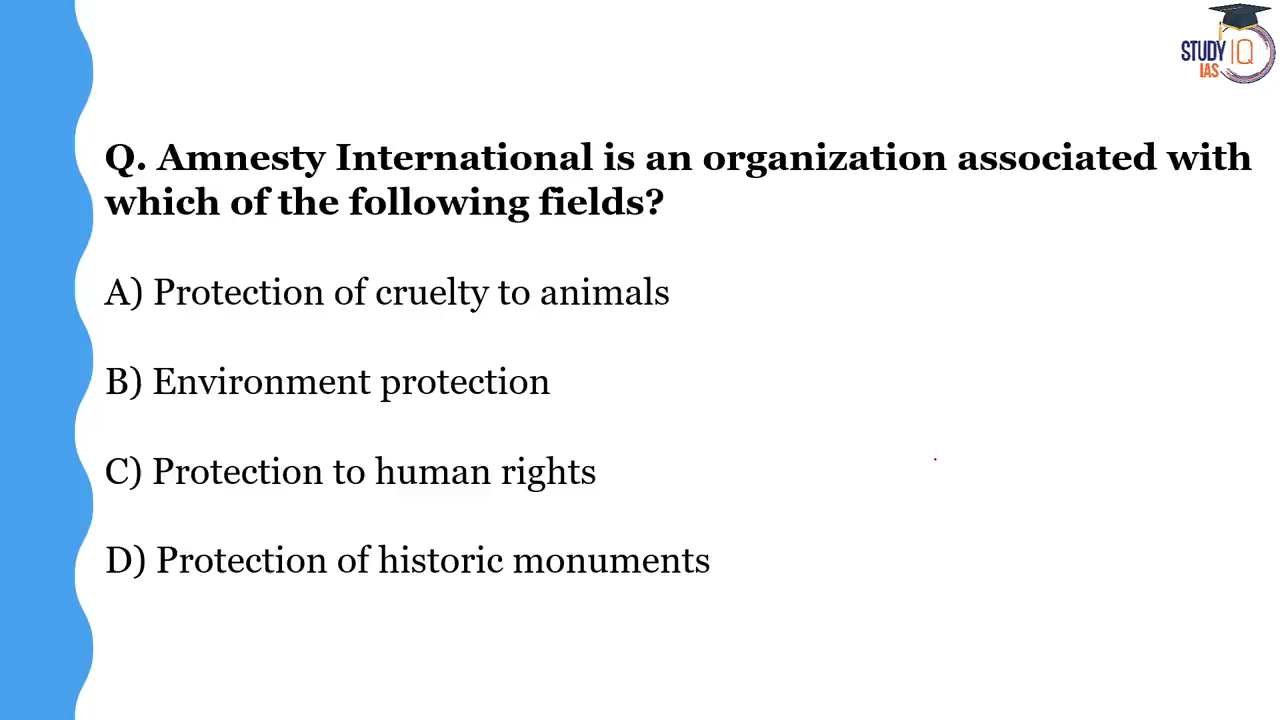 STUDY IQ
IAS
Q. Amnesty International is an organization associated with
which of the following fields?
A) Protection of cruelty to animals
B) Environment protection
C) Protection to human rights
D) Protection of historic monuments